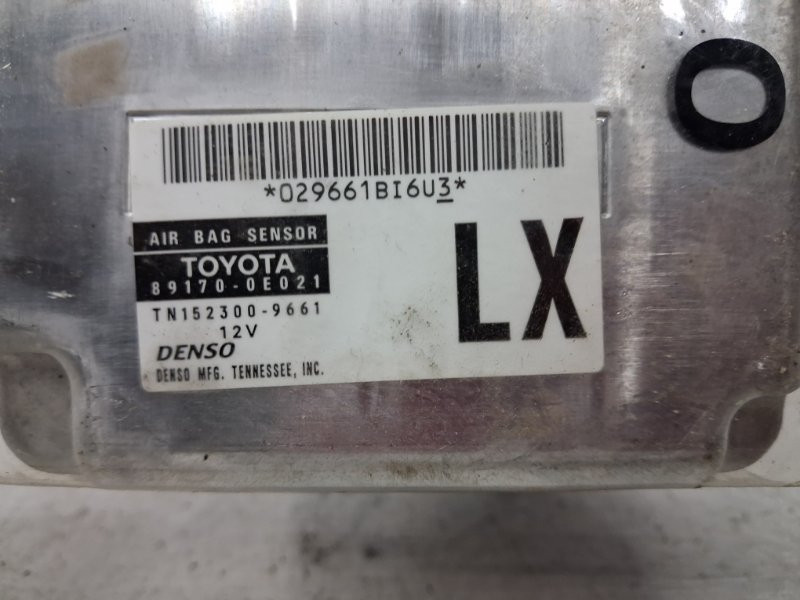 *029661BI6U3*
AIR BAG SENSOR
TOYOTA
89170-0E021
TN152300-9661
12V
DENSO
DENSO MFG. TENNESSEE, INC.
LX
O